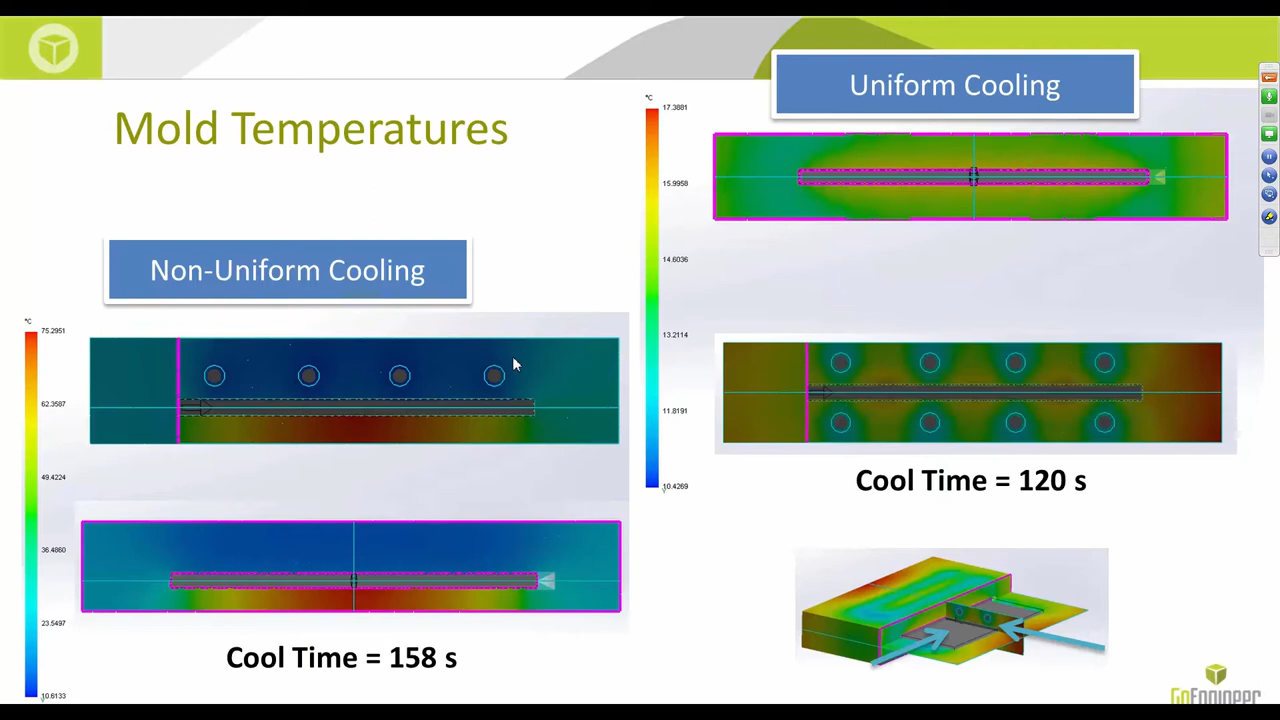 Mold Temperatures
Non-Uniform Cooling
°C
75.2951
62.3587
49.4224
36.4860
23.5497
10.6133
Cool Time = 158 s
Uniform Cooling
°C
17.3881
15.9958
14.6036
13.2114
11.8191
10.4269
Cool Time = 120 s
GoEngineer